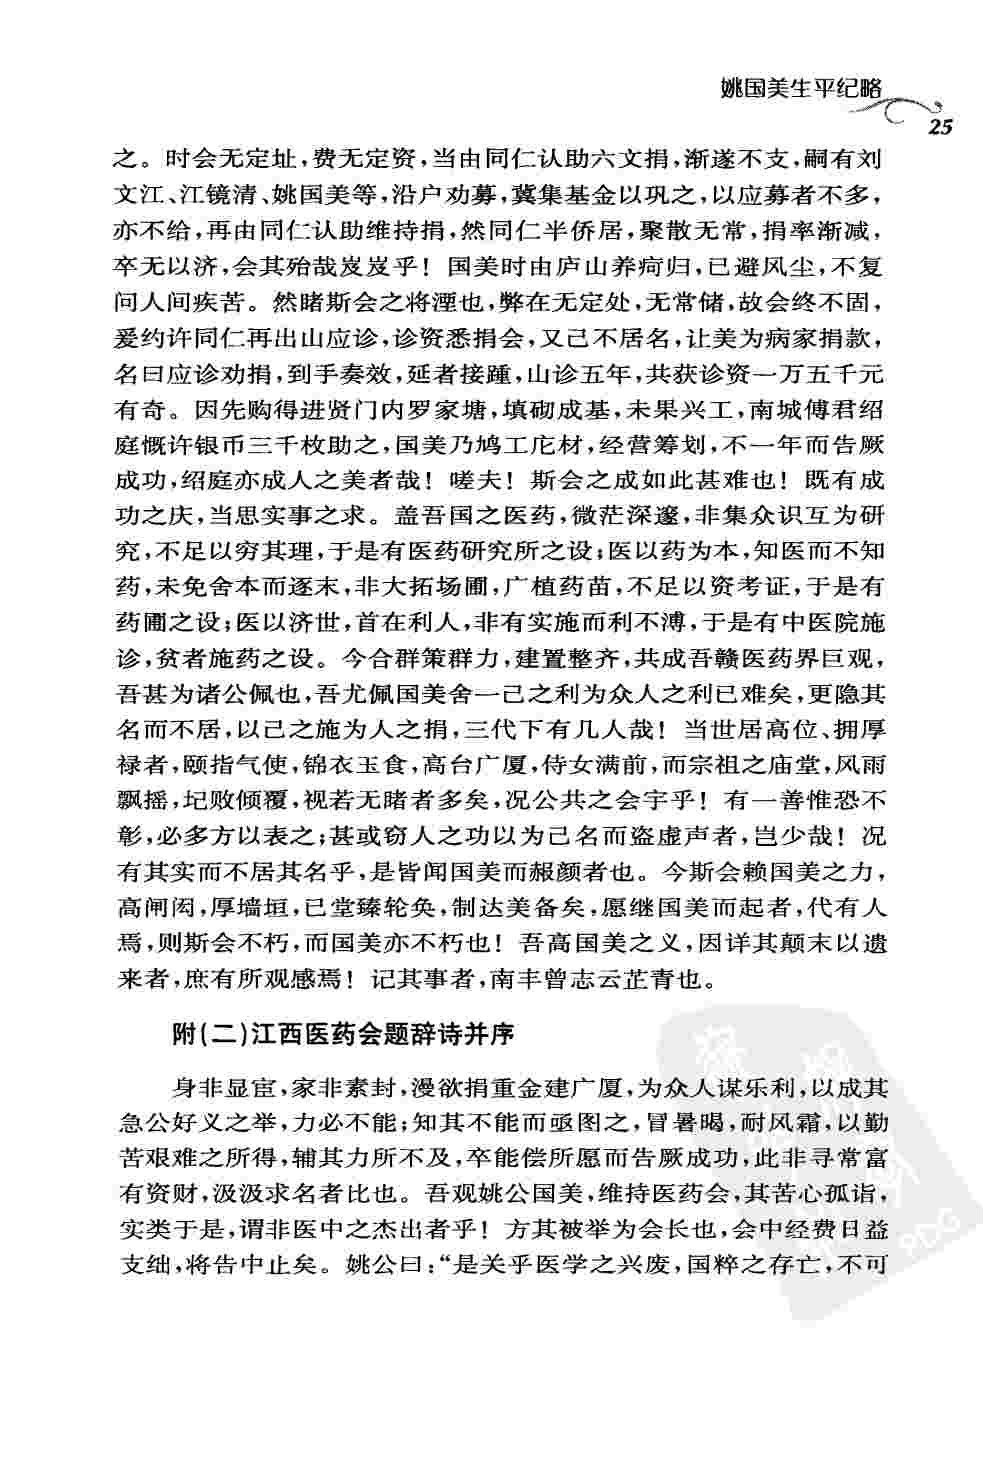 姚国美生平纪略
25
之。时会无定址,费无定资,当由同仁认助六文捐,渐遂不支,嗣有刘
文江、江镜清、姚国美等,沿户劝募,冀集基金以巩之,以应募者不多,
亦不给,再由同仁认助维持捐,然同仁半侨居,聚散无常,捐率渐减,
卒无以济,会其殆哉岌岌乎！国美时由庐山养疴归,已避风尘,不复
问人间疾苦。然睹斯会之将湮也,弊在无定处,无常储,故会终不固,
爰约许同仁再出山应诊,诊资悉捐会,又己不居名,让美为病家捐款,
名曰应诊劝捐,到手奏效,延者接踵,山诊五年,共获诊资一万五千元
有奇。因先购得进贤门内罗家塘,填砌成基,未果兴工,南城傅君绍
庭慨许银币三千枚助之,国美乃鸠工庀材,经营筹划,不一年而告厥
成功,绍庭亦成人之美者哉！嗟夫！斯会之成如此甚难也！既有成
功之庆,当思实事之求。盖吾国之医药,微茫深邃,非集众识互为研
究,不足以穷其理,于是有医药研究所之设;医以药为本,知医而不知
药,未免舍本而逐末,非大拓场圃,广植药苗,不足以资考证,于是有
药圃之设;医以济世,首在利人,非有实施而利不溥,于是有中医院施
诊,贫者施药之设。今合群策群力,建置整齐,共成吾赣医药界巨观,
吾甚为诸公佩也,吾尤佩国美舍一己之利为众人之利已难矣,更隐其
名而不居,以己之施为人之捐,三代下有几人哉！当世居高位、拥厚
禄者,颐指气使,锦衣玉食,高台广厦,侍女满前,而宗祖之庙堂,风雨
飘摇,圮败倾覆,视若无睹者多矣,况公共之会宇乎！有一善惟恐不
彰,必多方以表之;甚或窃人之功以为己名而盗虚声者,岂少哉！况
有其实而不居其名乎,是皆闻国美而赧颜者也。今斯会赖国美之力,
高闸闳,厚墙垣,已堂臻轮奂,制达美备矣,愿继国美而起者,代有人
焉,则斯会不朽,而国美亦不朽也！吾高国美之义,因详其颠末以遗
来者,庶有所观感焉！记其事者,南丰曾志云芷青也。
附(二)江西医药会题辞诗并序
身非显宦,家非素封,漫欲捐重金建广厦,为众人谋乐利,以成其
急公好义之举,力必不能;知其不能而亟图之,冒暑暍,耐风霜,以勤
苦艰难之所得,辅其力所不及,卒能偿所愿而告厥成功,此非寻常富
有资财,汲汲求名者比也。吾观姚公国美,维持医药会,其苦心孤诣,
实类于是,谓非医中之杰出者乎！方其被举为会长也,会中经费日益
支绌,将告中止矣。姚公曰:“是关乎医学之兴废,国粹之存亡,不可
PDG